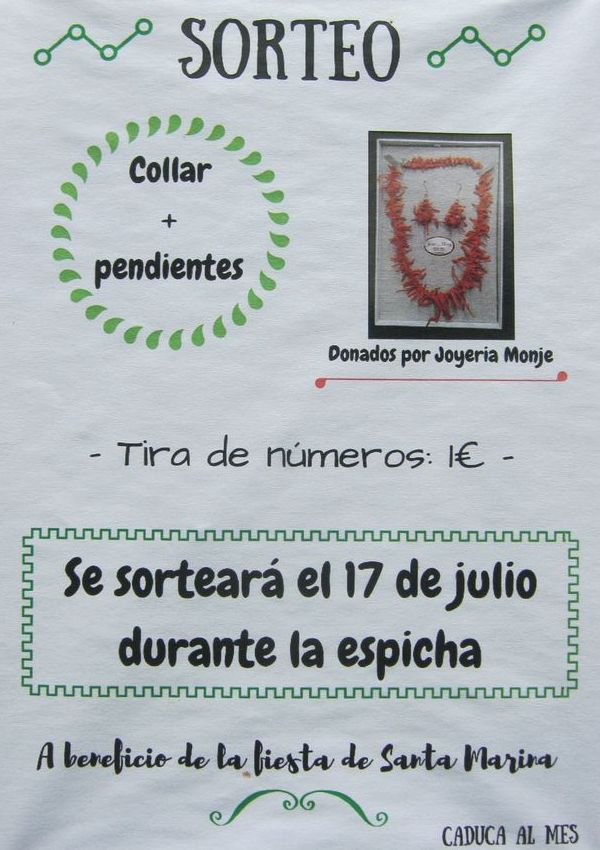 SORTEO
Collar
+
pendientes
Donados por Joyeria Monje
- Tira de números: 1€ -
Se sorteará el 17 de julio
durante la espicha
A beneficio de la fiesta de Santa Marina
CADUCA AL MES